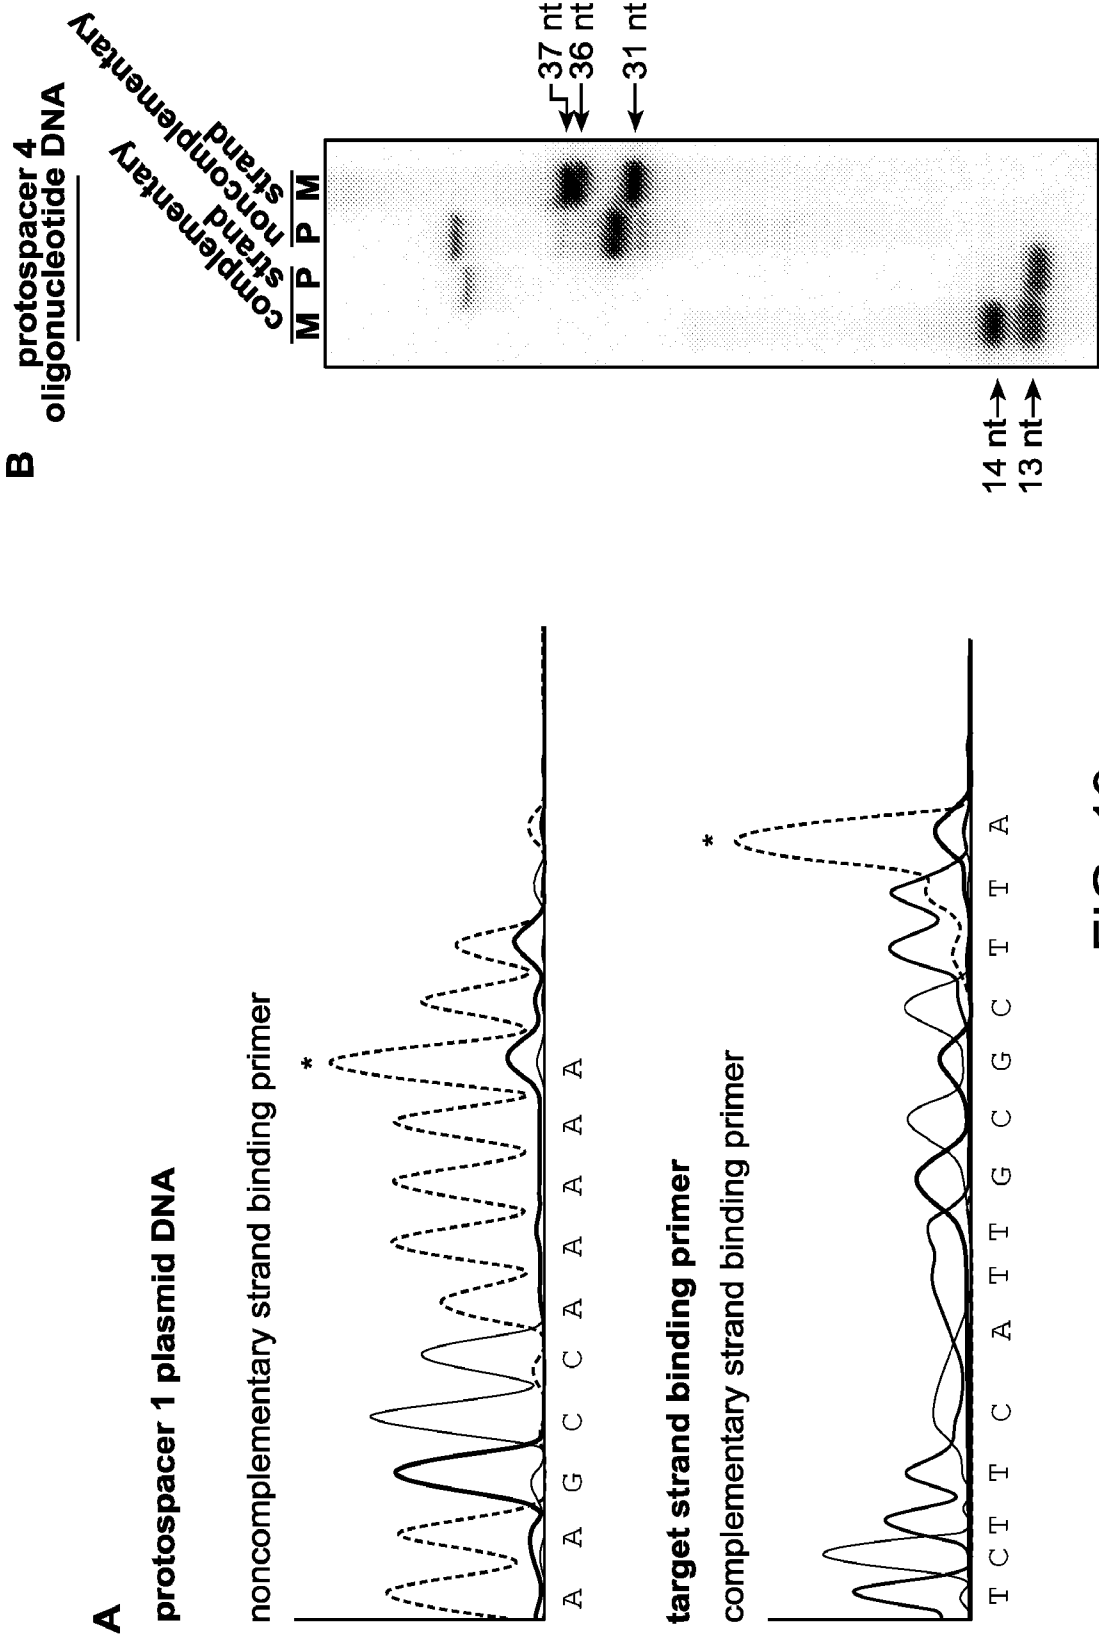 A
protospacer 1 plasmid DNA
noncomplementary strand binding primer
*
A A G C C A A A A A
target strand binding primer
complementary strand binding primer
*
T C T T C A T T G C G C T T A
B
protospacer 4
oligonucleotide DNA
complementary
strand
noncomplementary
strand
M P P M
37 nt
36 nt
31 nt
14 nt
13 nt